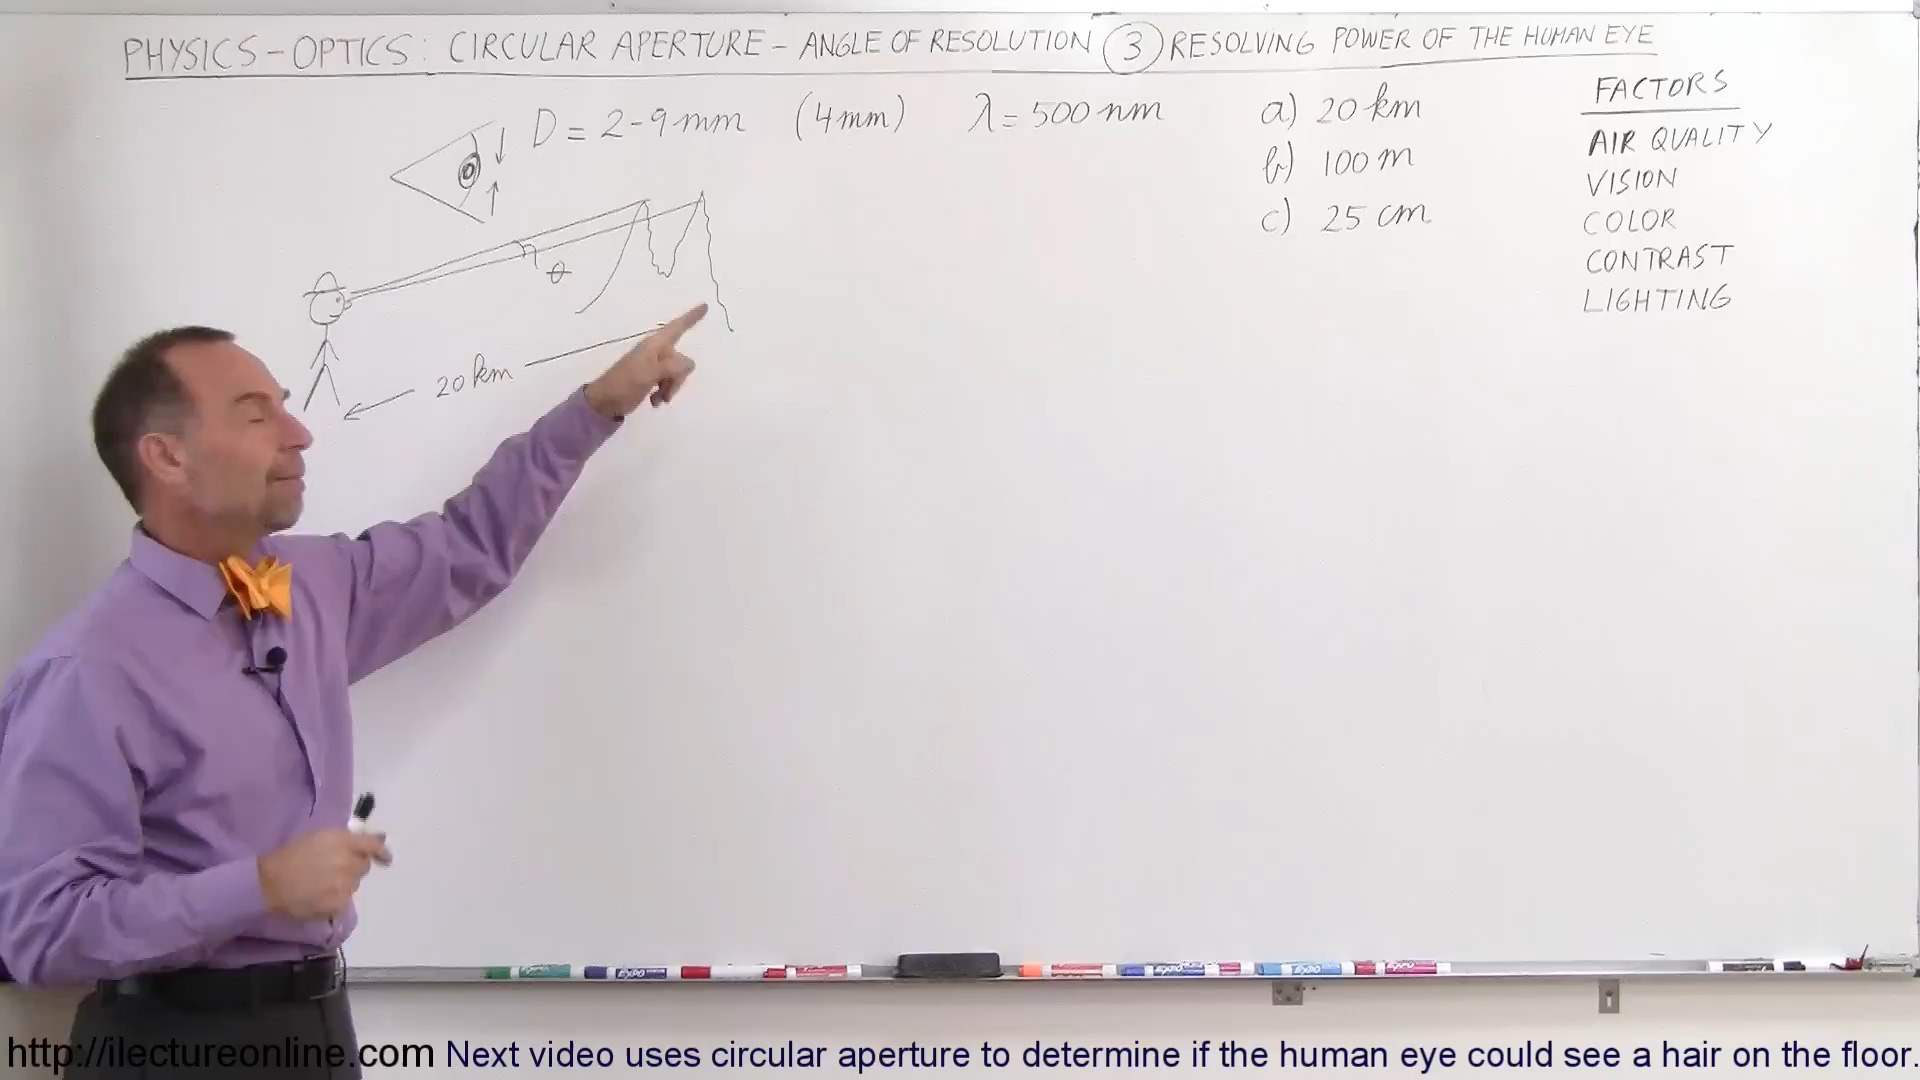 PHYSICS-OPTICS: CIRCULAR APERTURE - ANGLE OF RESOLUTION 3 RESOLVING POWER OF THE HUMAN EYE
D = 2-9mm (4mm) λ = 500 nm
θ
20 km
a) 20 km
b) 100 m
c) 25 cm
FACTORS
AIR QUALITY
VISION
COLOR
CONTRAST
LIGHTING
http://ilectureonline.com Next video uses circular aperture to determine if the human eye could see a hair on the floor.